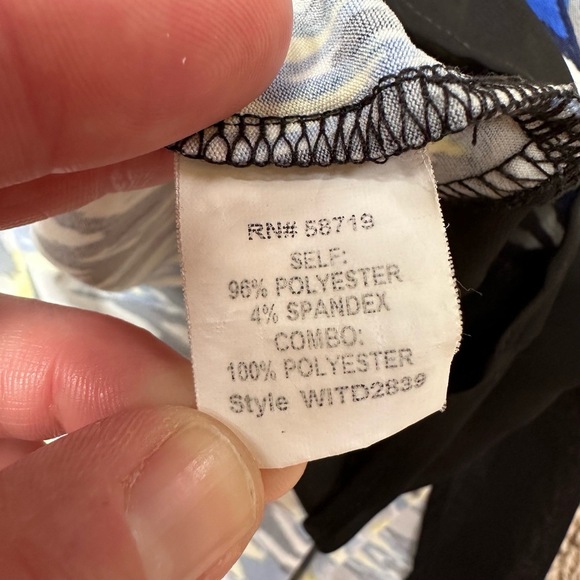 RN# 58719
SELF:
96% POLYESTER
4% SPANDEX
COMBO:
100% POLYESTER
Style WITD2839